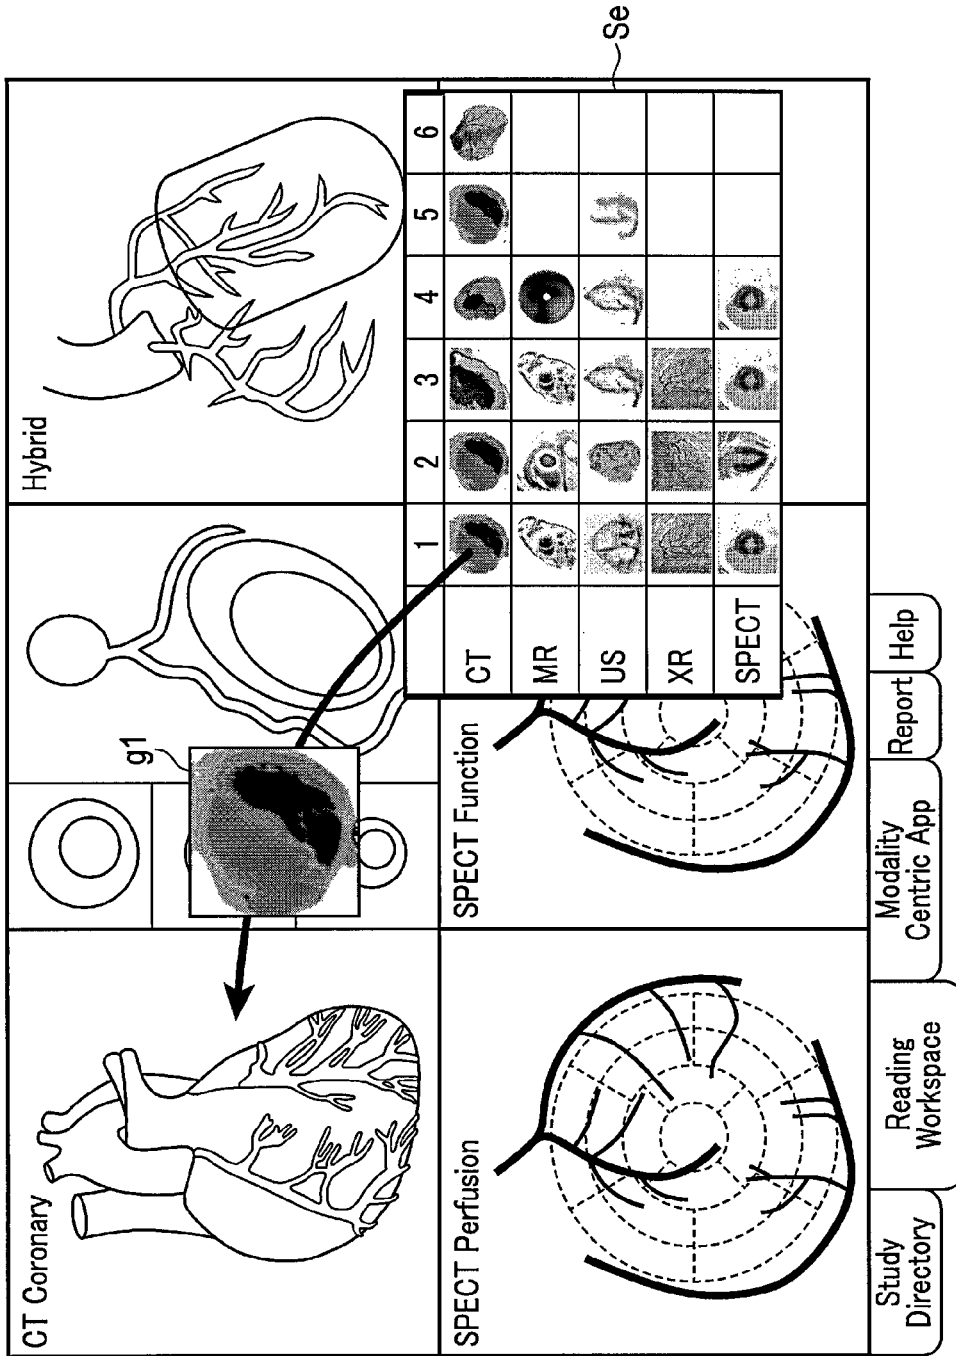 CT Coronary
Hybrid
g1
SPECT Perfusion
SPECT Function
1 2 3 4 5 6
CT
MR
US
XR
SPECT
Se
Study
Directory
Reading
Workspace
Modality
Centric App
Report
Help